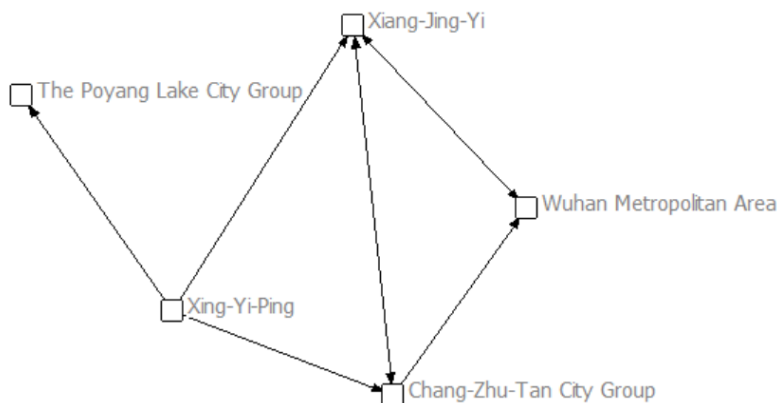 Xiang-Jing-Yi
The Poyang Lake City Group
Wuhan Metropolitan Area
Xing-Yi-Ping
Chang-Zhu-Tan City Group